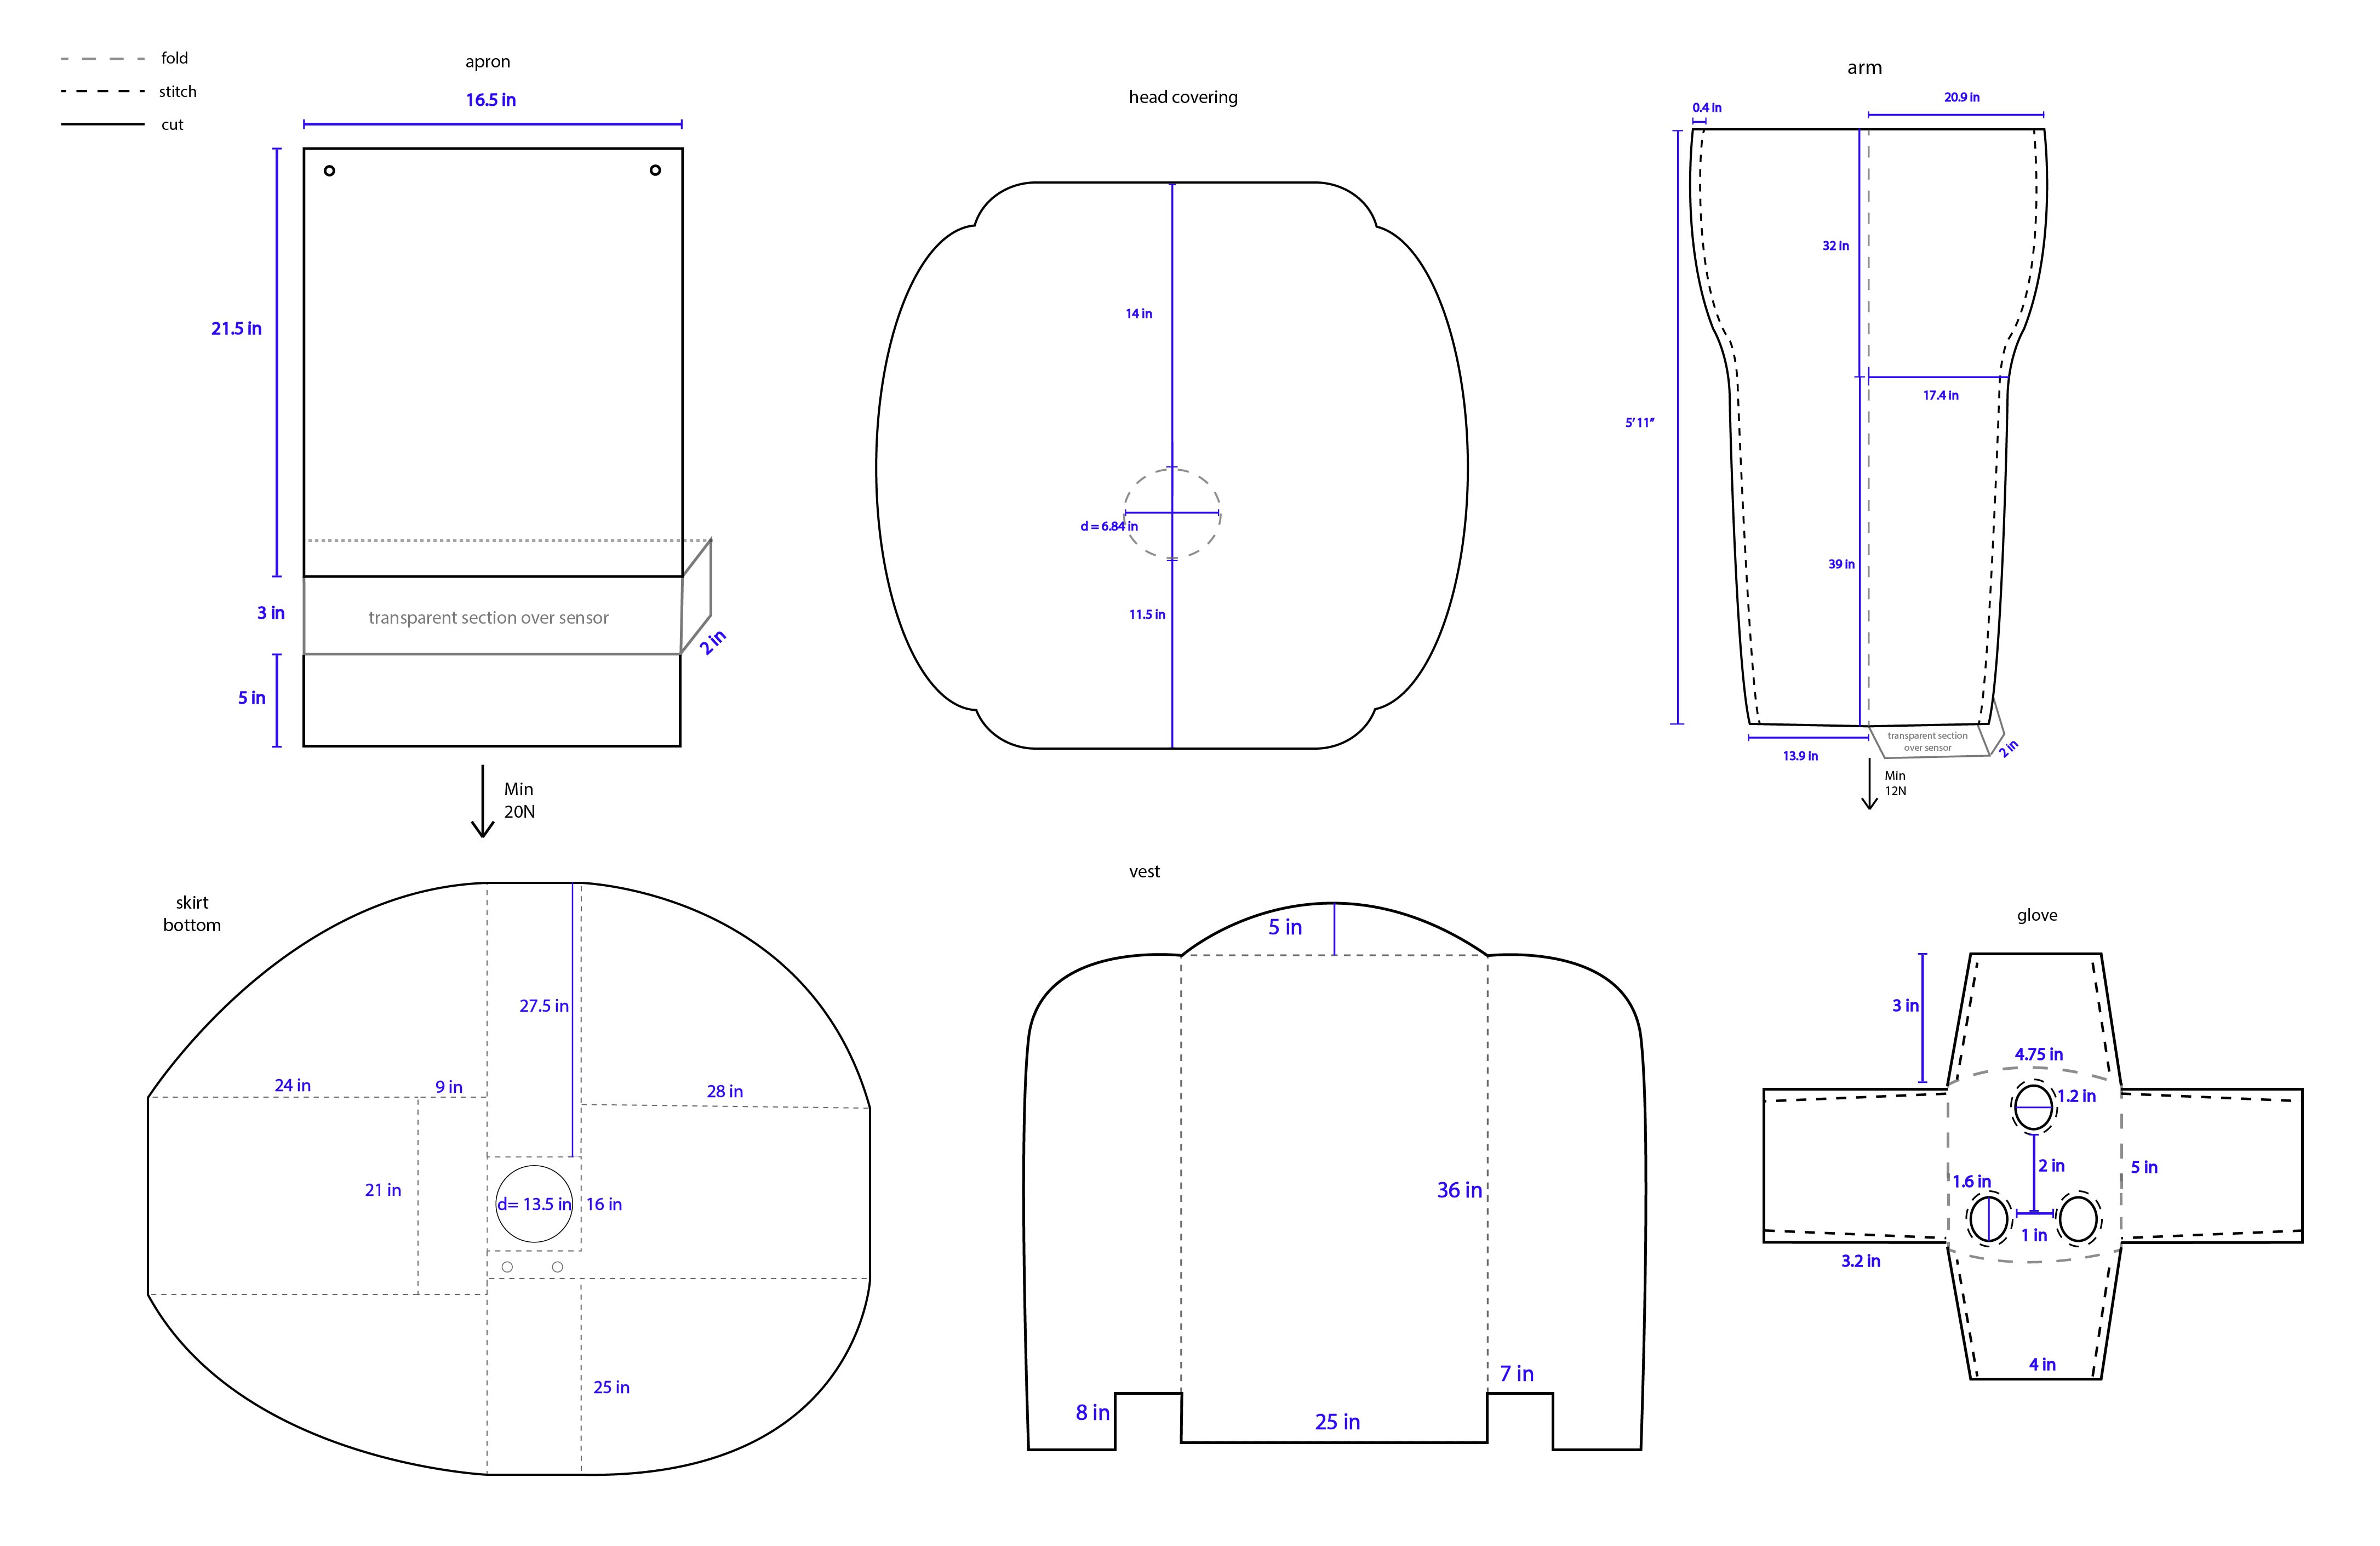 fold
stitch
cut
apron
16.5 in
21.5 in
transparent section over sensor
3 in
2 in
5 in
Min
20N
head covering
14 in
d = 6.84 in
11.5 in
arm
0.4 in
20.9 in
32 in
17.4 in
5'11"
39 in
13.9 in
transparent section
over sensor
2 in
Min
12N
skirt
bottom
27.5 in
24 in
9 in
28 in
21 in
d= 13.5 in
16 in
25 in
vest
5 in
36 in
7 in
8 in
25 in
glove
3 in
4.75 in
1.2 in
2 in
5 in
1.6 in
1 in
3.2 in
4 in